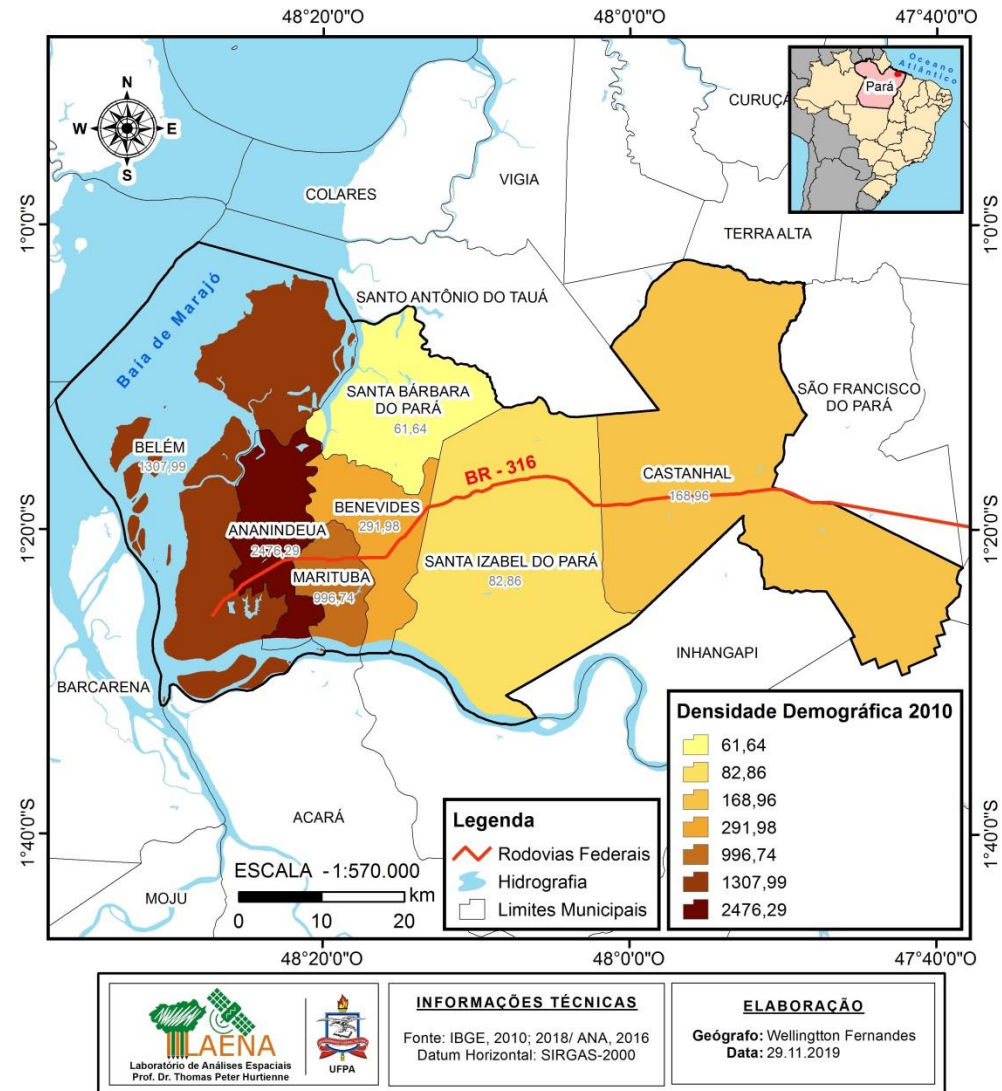 48°20'0"O
48°0'0"O
47°40'0"O
N
W
E
S
1°0'0"S
1°20'0"S
1°40'0"S
Oceano
Atlântico
Pará
CURUÇÁ
VIGIA
COLARES
TERRA ALTA
1°0'0"S
Baía de Marajó
SANTO ANTÔNIO DO TAUÁ
SANTA BÁRBARA
DO PARÁ
61,64
SÃO FRANCISCO
DO PARÁ
BELÉM
1307,99
BR - 316
CASTANHAL
168,96
BENEVIDES
291,98
ANANINDEUA
2476,29
SANTA IZABEL DO PARÁ
82,86
MARITUBA
996,74
1°20'0"S
INHANGAPI
BARCARENA
ACARÁ
MOJU
ESCALA - 1:570.000
km
0 10 20
Legenda
Rodovias Federais
Hidrografia
Limites Municipais
Densidade Demográfica 2010
61,64
82,86
168,96
291,98
996,74
1307,99
2476,29
1°40'0"S
48°20'0"O
48°0'0"O
47°40'0"O
LAENA
Laboratório de Análises Espaciais
Prof. Dr. Thomas Peter Hurtienne
UFPA
INFORMAÇÕES TÉCNICAS
Fonte: IBGE, 2010; 2018/ ANA, 2016
Datum Horizontal: SIRGAS-2000
ELABORAÇÃO
Geógrafo: Wellingtton Fernandes
Data: 29.11.2019